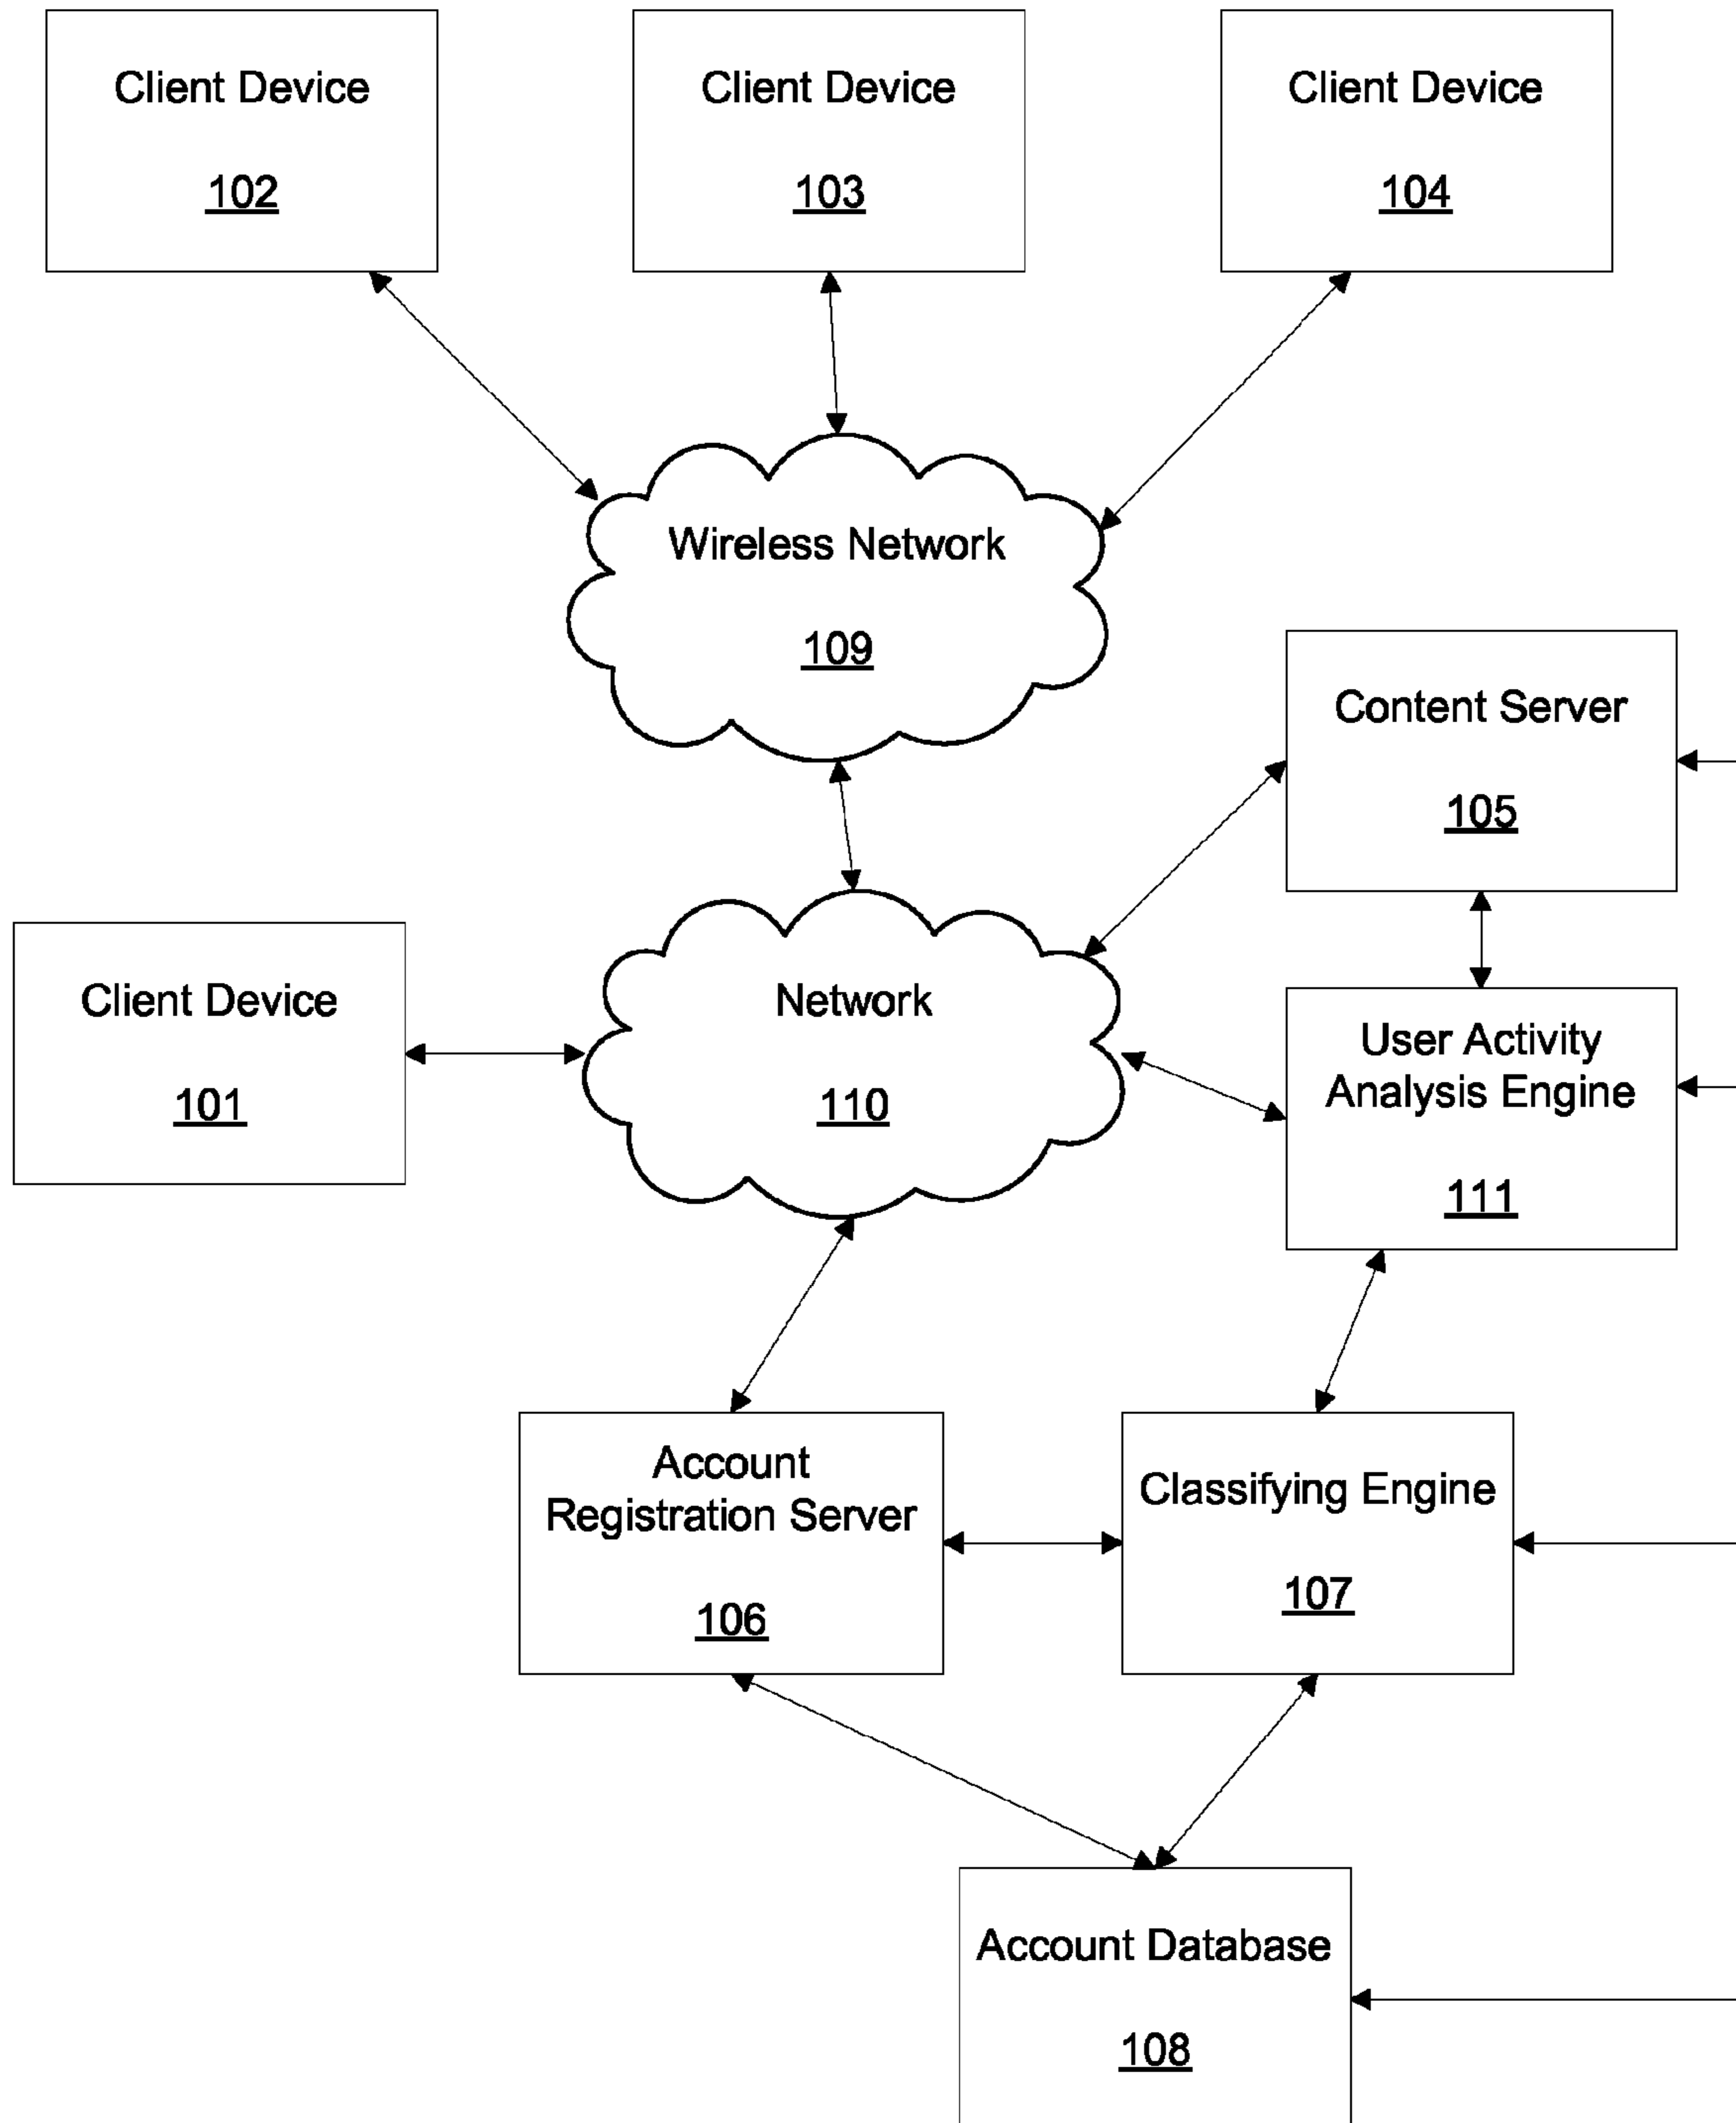 Client Device
102
Client Device
103
Client Device
104
Wireless Network
109
Content Server
105
Client Device
101
Network
110
User Activity
Analysis Engine
111
Account
Registration Server
106
Classifying Engine
107
Account Database
108